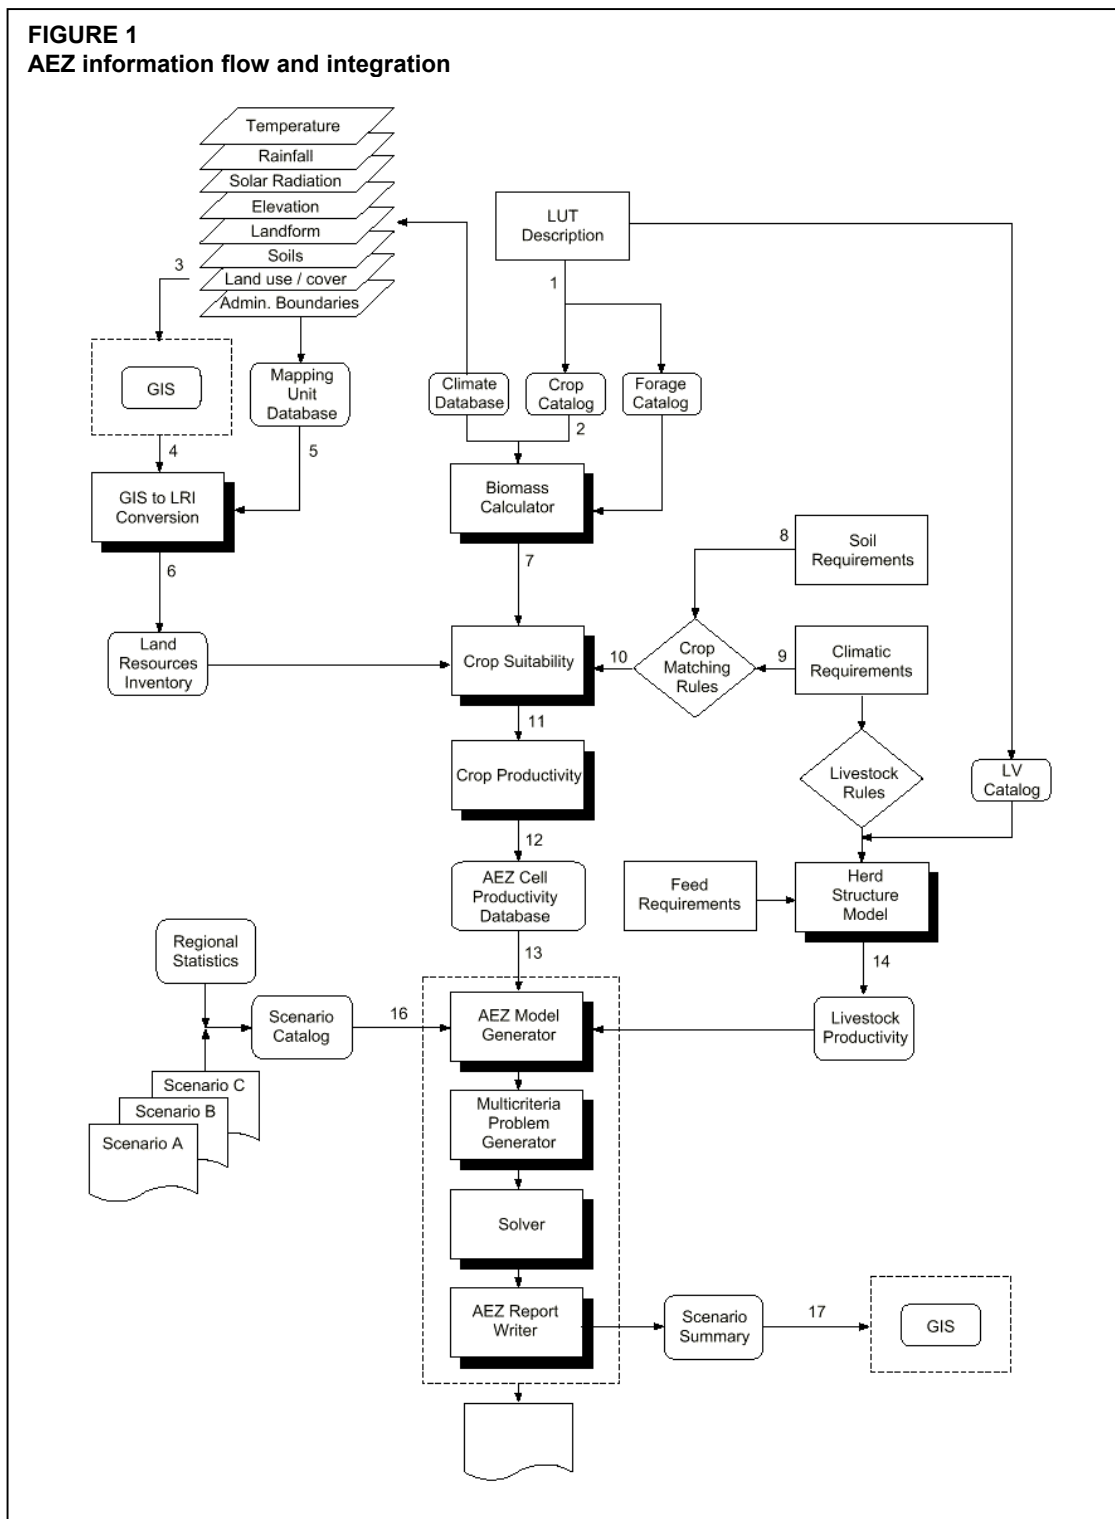 FIGURE 1
AEZ information flow and integration
Temperature
Rainfall
Solar Radiation
Elevation
Landform
Soils
Land use / cover
Admin. Boundaries
LUT
Description
3
1
GIS
Mapping
Unit
Database
Climate
Database
Crop
Catalog
Forage
Catalog
4
5
2
GIS to LRI
Conversion
Biomass
Calculator
6
7
8
Soil
Requirements
Land
Resources
Inventory
Crop Suitability
10
Crop
Matching
Rules
9
Climatic
Requirements
11
Crop Productivity
Livestock
Rules
LV
Catalog
12
AEZ Cell
Productivity
Database
Feed
Requirements
Herd
Structure
Model
Regional
Statistics
13
14
Scenario
Catalog
16
AEZ Model
Generator
Livestock
Productivity
Scenario C
Scenario B
Scenario A
Multicriteria
Problem
Generator
Solver
AEZ Report
Writer
Scenario
Summary
17
GIS